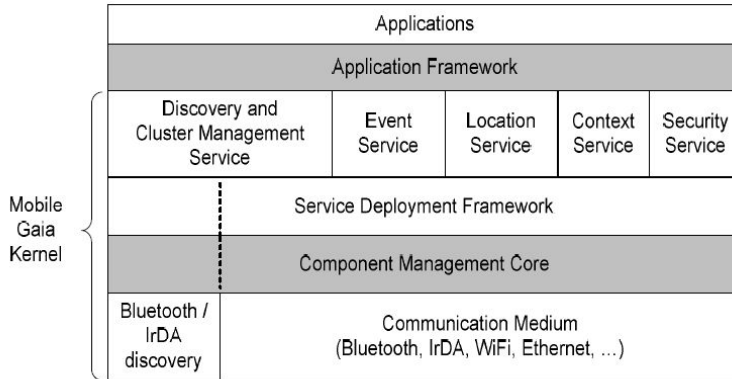 Applications
Application Framework
Discovery and
Cluster Management
Service
Event
Service
Location
Service
Context
Service
Security
Service
Mobile
Gaia
Kernel
Service Deployment Framework
Component Management Core
Bluetooth /
IrDA
discovery
Communication Medium
(Bluetooth, IrDA, WiFi, Ethernet, ...)